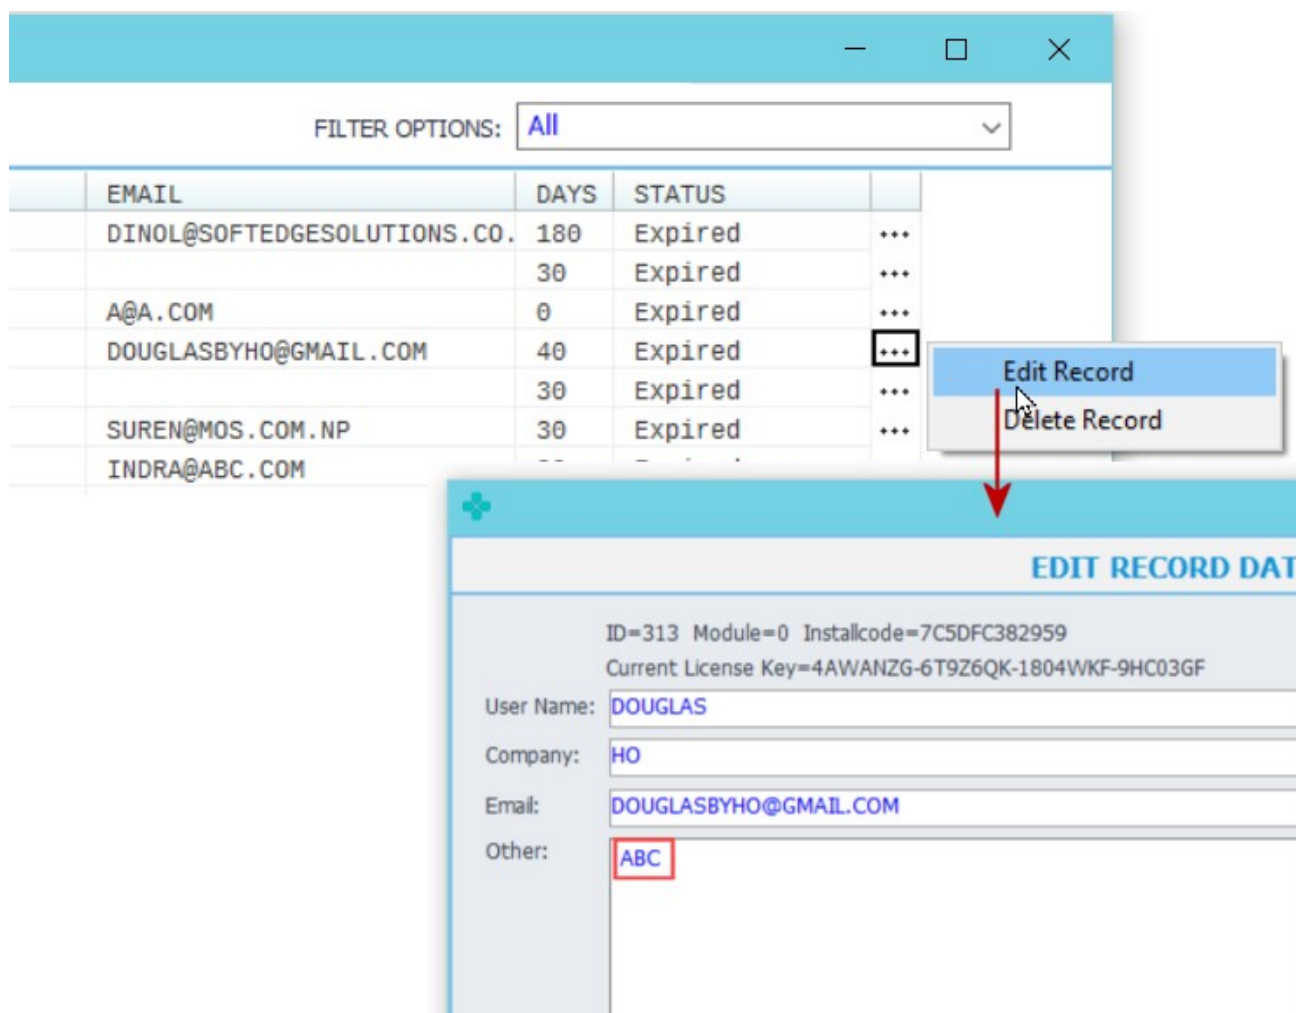 FILTER OPTIONS: All
EMAIL DAYS STATUS
DINOL@SOFTEDGESOLUTIONS.CO. 180 Expired •••
30 Expired •••
A@A.COM 0 Expired •••
DOUGLASBYHO@GMAIL.COM 40 Expired •••
Edit Record
30 Expired •••
Delete Record
SUREN@MOS.COM.NP 30 Expired •••
INDRA@ABC.COM
EDIT RECORD DAT
ID=313 Module=0 Installcode=7C5DFC382959
Current License Key=4AWANZG-6T9Z6QK-1804WKF-9HC03GF
User Name: DOUGLAS
Company: HO
Email: DOUGLASBYHO@GMAIL.COM
Other: ABC